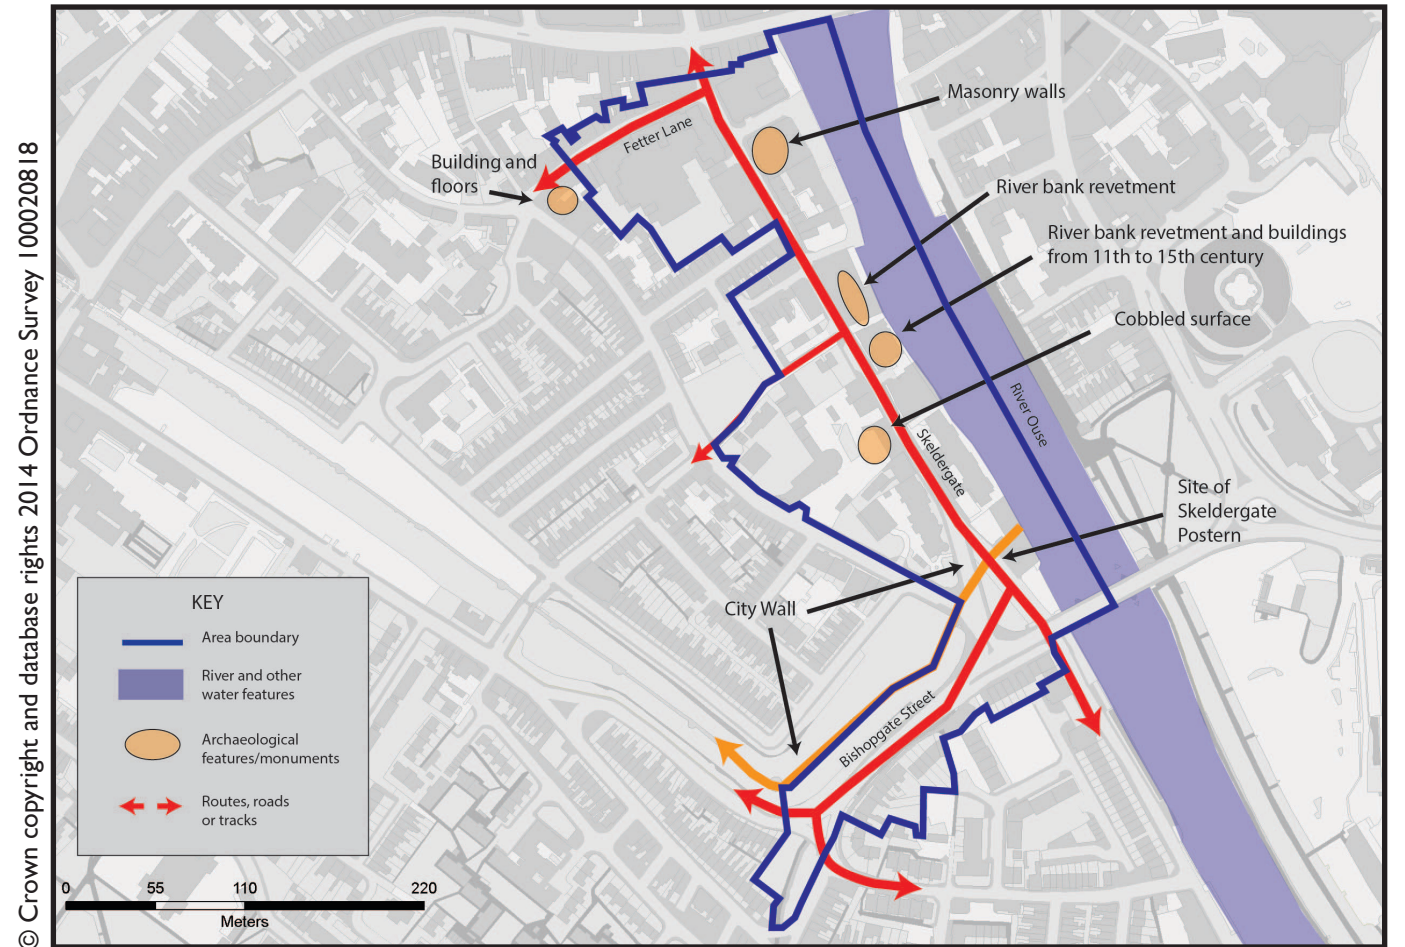 © Crown copyright and database rights 2014 Ordnance Survey 100020818
Masonry walls
Fetter Lane
Building and
floors
River bank revetment
River bank revetment and buildings
from 11th to 15th century
Cobbled surface
River Ouse
Skeldergate
Site of
Skeldergate
Postern
City Wall
Bishopgate Street
KEY
Area boundary
River and other
water features
Archaeological
features/monuments
Routes, roads
or tracks
0 55 110 220
Meters